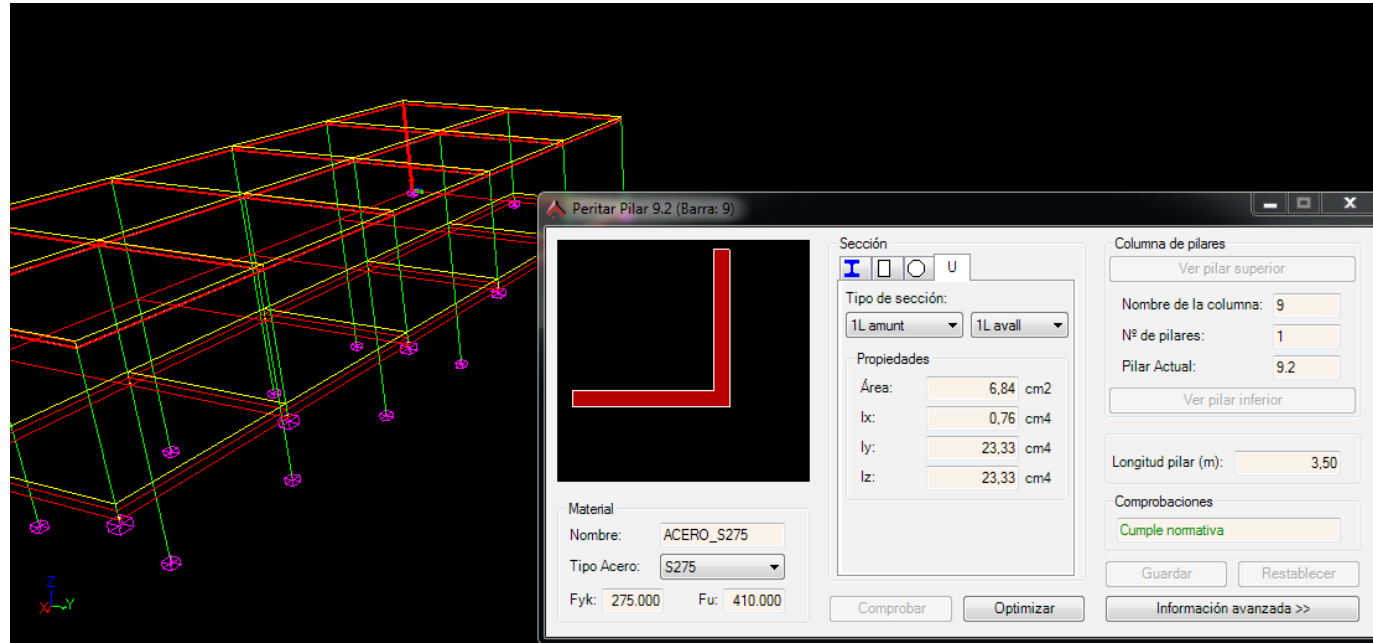 Peritar Pilar 9.2 (Barra: 9)
Sección
U
Tipo de sección:
1L amunt 1L avall
Propiedades
Área: 6,84 cm2
Ix: 0,76 cm4
Iy: 23,33 cm4
Iz: 23,33 cm4
Material
Nombre: ACERO_S275
Tipo Acero: S275
Fyk: 275.000 Fu: 410.000
Comprobar Optimizar
Columna de pilares
Ver pilar superior
Nombre de la columna: 9
Nº de pilares: 1
Pilar Actual: 9.2
Ver pilar inferior
Longitud pilar (m): 3,50
Comprobaciones
Cumple normativa
Guardar Restablecer
Información avanzada >>
Z
X Y